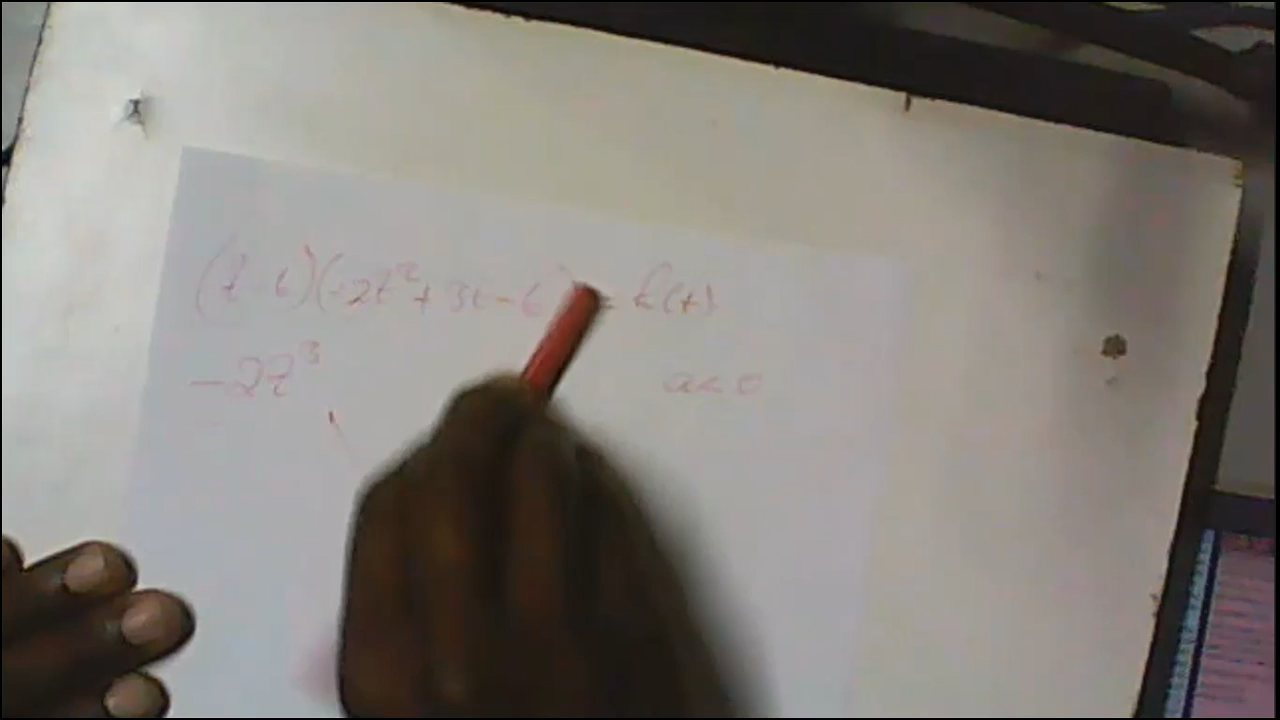 (t-6)(-2t²+3t-6) = h(t)
-2t³
a<0